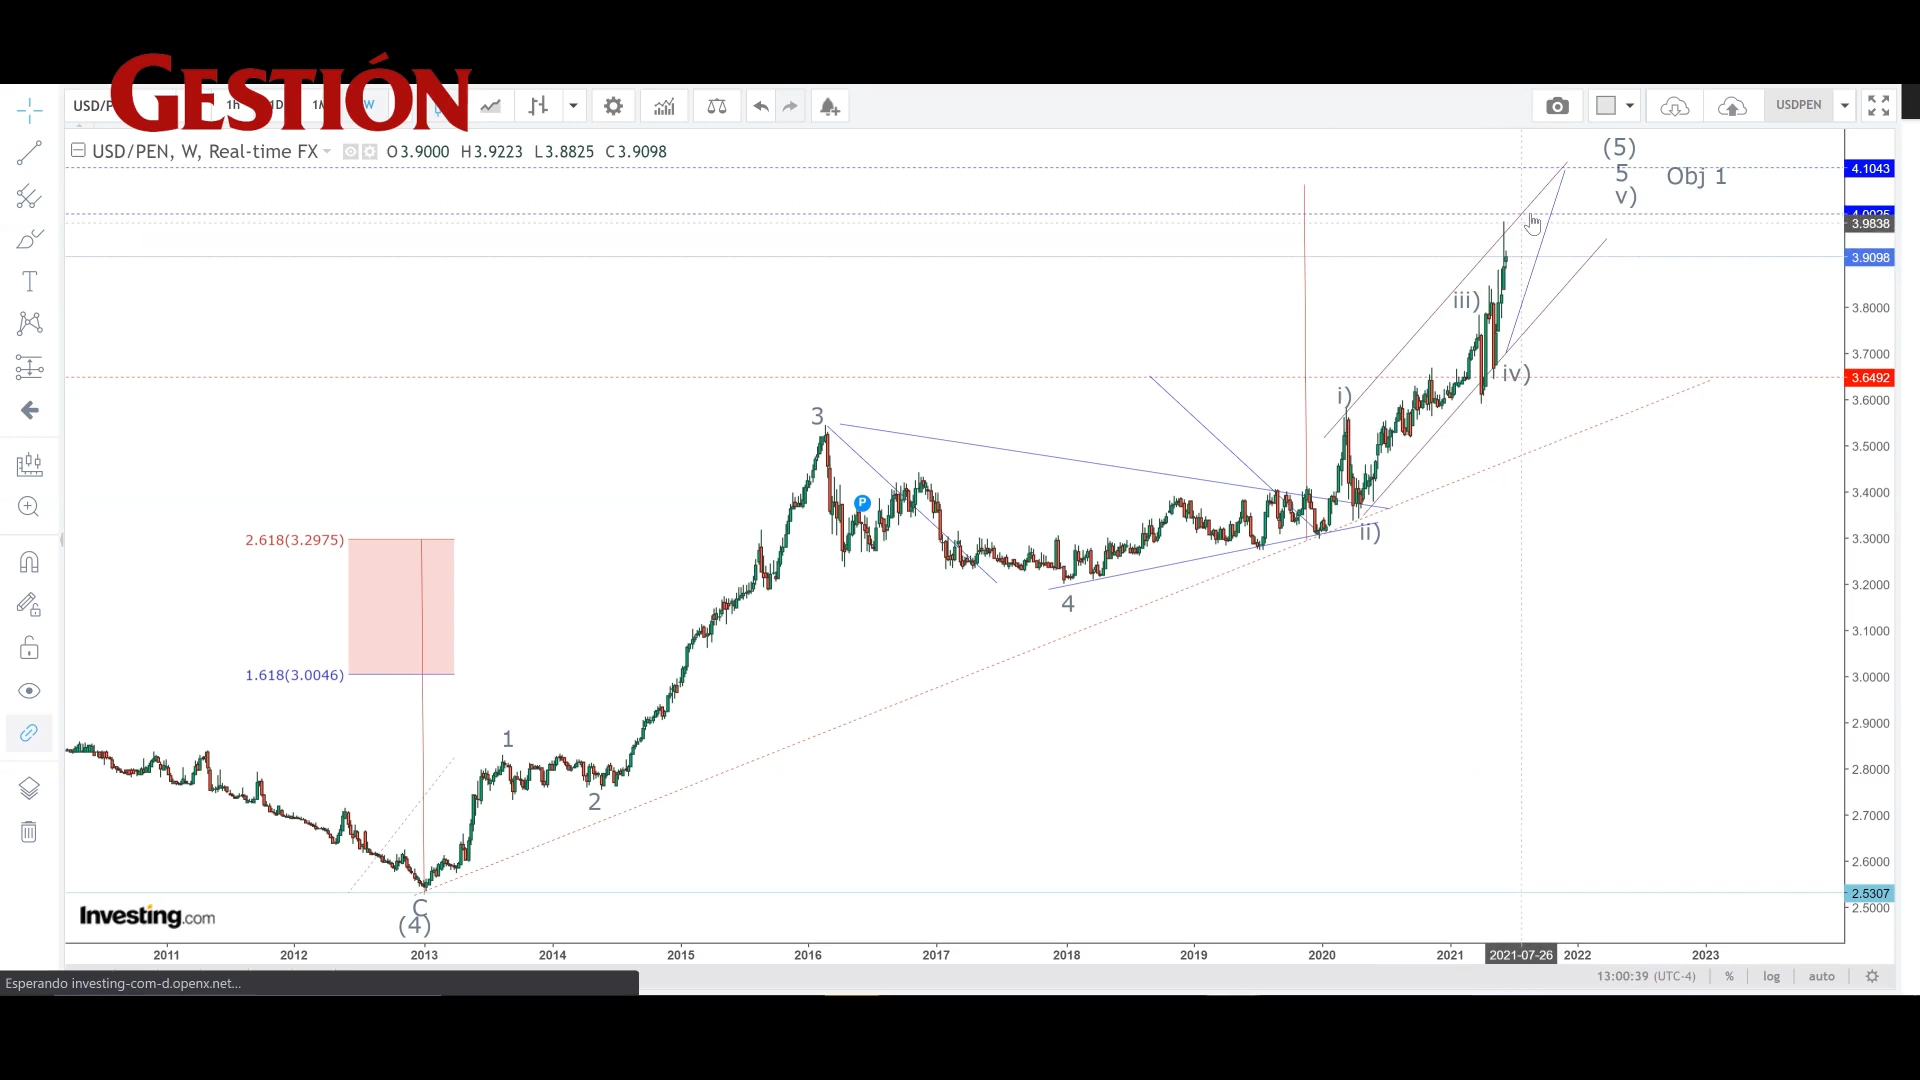 GESTIÓN
USD/P 1h 1D 1M W
USDPEN
USD/PEN, W, Real-time FX O3.9000 H3.9223 L3.8825 C3.9098
(5)
5
v)
Obj 1
4.1043
4.0025
3.9838
3.9098
3.8000
3.7000
3.6492
3.6000
3.5000
3.4000
3.3000
3.2000
3.1000
3.0000
2.9000
2.8000
2.7000
2.6000
2.5307
2.5000
iii)
iv)
i)
ii)
3
P
4
2.618(3.2975)
1.618(3.0046)
1
2
C
(4)
Investing.com
2011 2012 2013 2014 2015 2016 2017 2018 2019 2020 2021 2021-07-26 2022 2023
Esperando investing-com-d.openx.net...
13:00:39 (UTC-4) % log auto